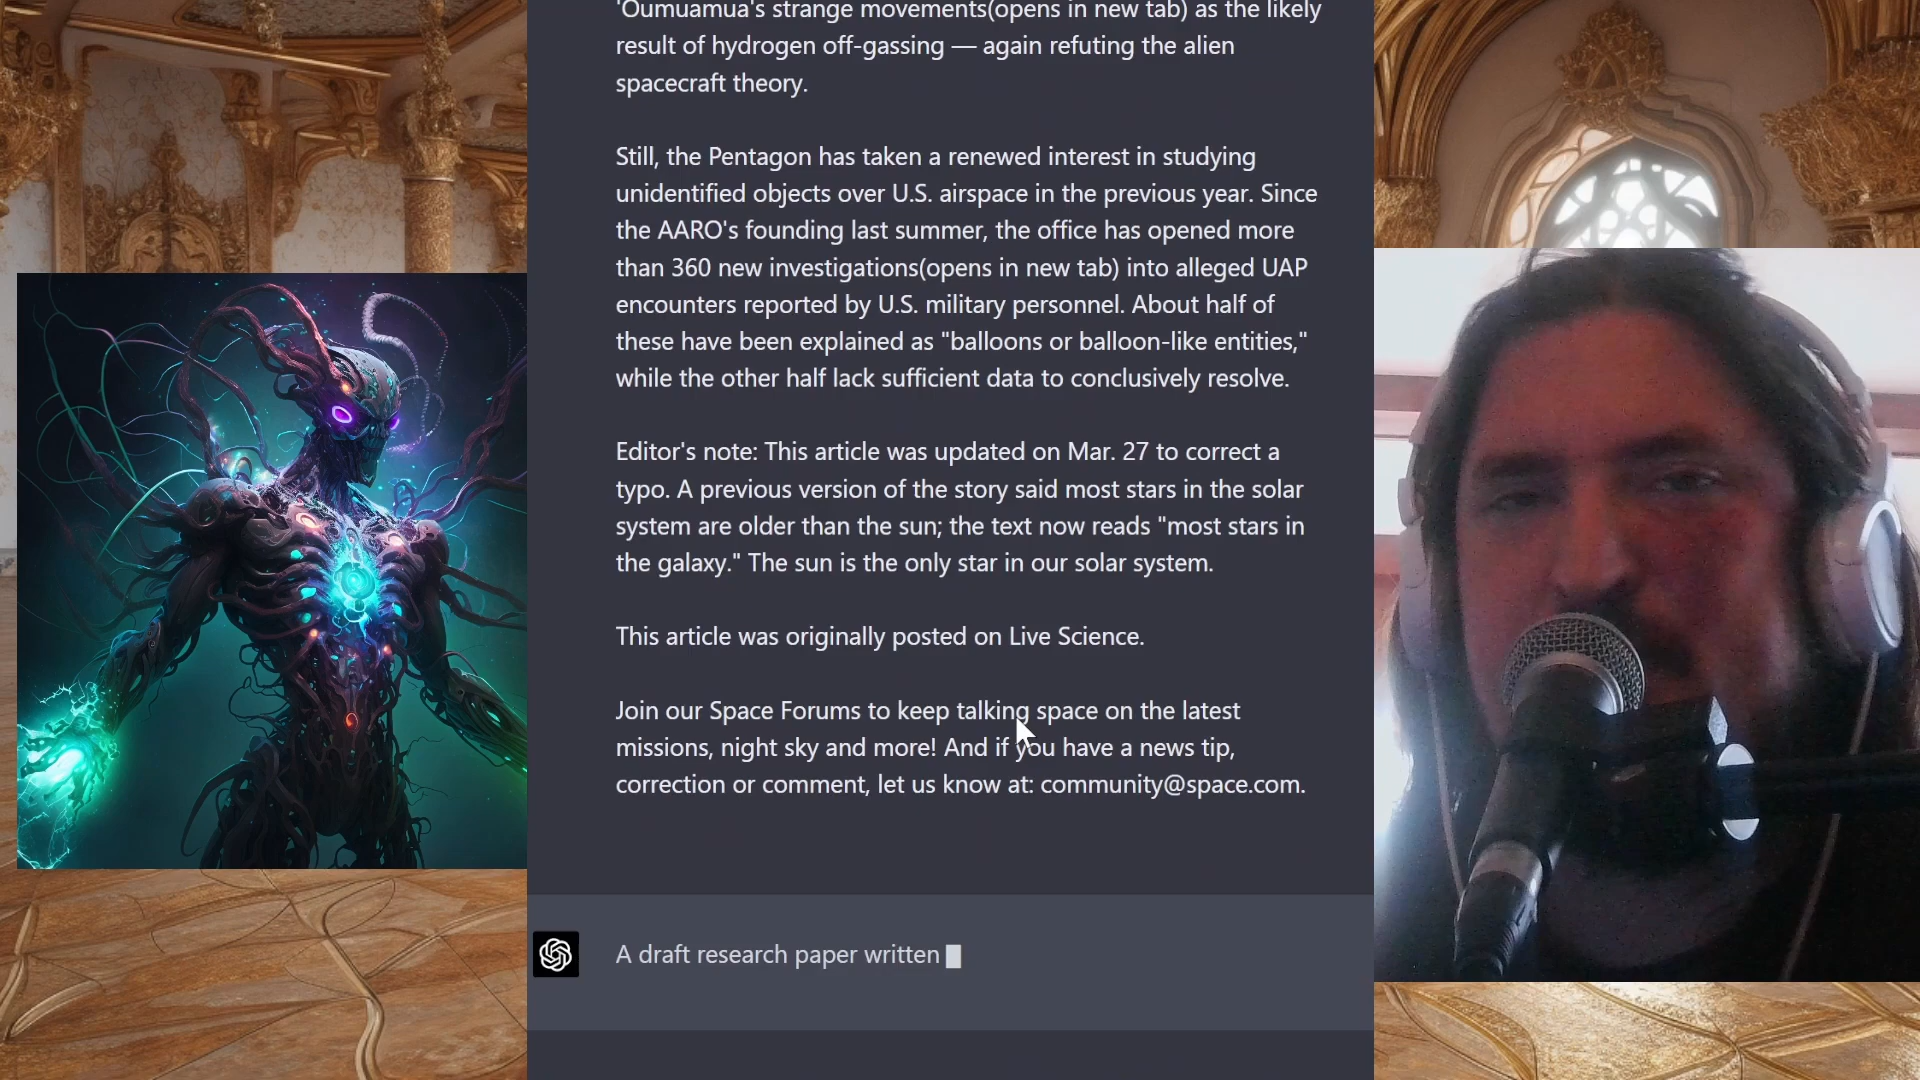 'Oumuamua's strange movements(opens in new tab) as the likely
result of hydrogen off-gassing — again refuting the alien
spacecraft theory.
Still, the Pentagon has taken a renewed interest in studying
unidentified objects over U.S. airspace in the previous year. Since
the AARO's founding last summer, the office has opened more
than 360 new investigations(opens in new tab) into alleged UAP
encounters reported by U.S. military personnel. About half of
these have been explained as "balloons or balloon-like entities,"
while the other half lack sufficient data to conclusively resolve.
Editor's note: This article was updated on Mar. 27 to correct a
typo. A previous version of the story said most stars in the solar
system are older than the sun; the text now reads "most stars in
the galaxy." The sun is the only star in our solar system.
This article was originally posted on Live Science.
Join our Space Forums to keep talking space on the latest
missions, night sky and more! And if you have a news tip,
correction or comment, let us know at: community@space.com.
A draft research paper written